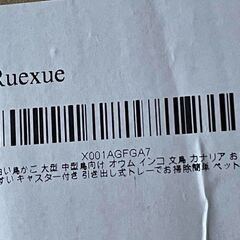 Ruexue
X001AGFGA7
白い鳥かご 大型 中型鳥向け オウム インコ 文鳥 カナリア お
すい キャスター付き 引き出し式トレーでお掃除簡単 ペット